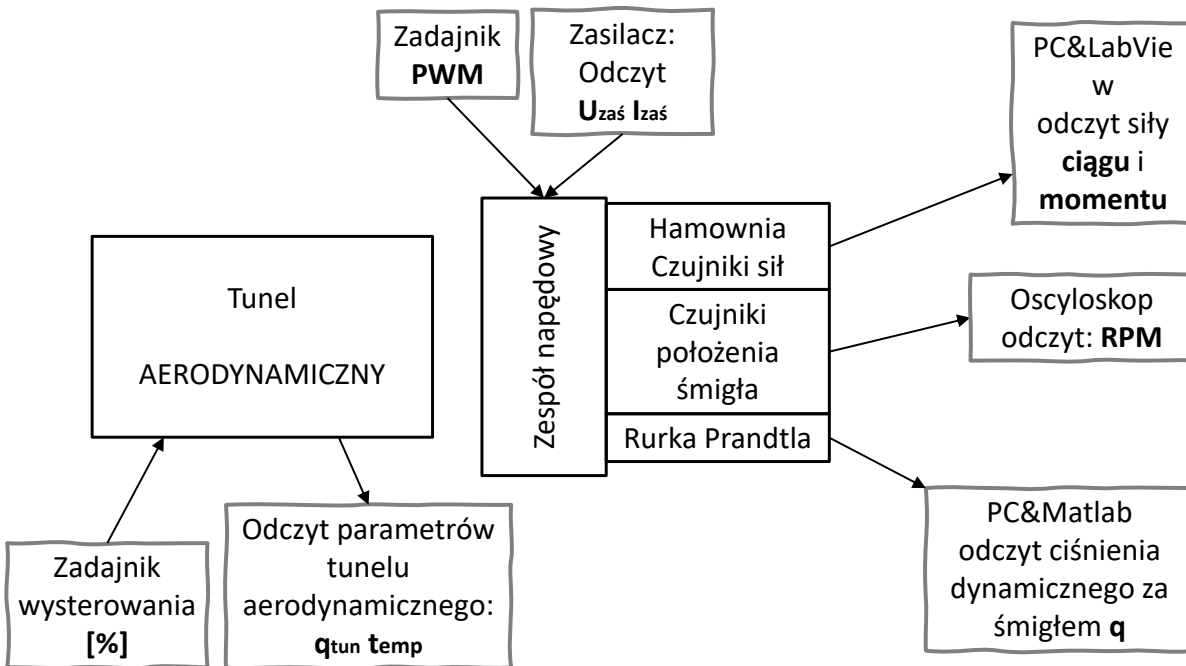 Zadajnik
PWM
Zasilacz:
Odczyt
Uzaś Izaś
PC&LabVie
w
odczyt siły
ciągu i
momentu
Tunel
AERODYNAMICZNY
Zespół napędowy
Hamownia
Czujniki sił
Czujniki
położenia
śmigła
Rurka Prandtla
Oscyloskop
odczyt: RPM
Zadajnik
wysterowania
[%]
Odczyt parametrów
tunelu
aerodynamicznego:
qtun temp
PC&Matlab
odczyt ciśnienia
dynamicznego za
śmigłem q